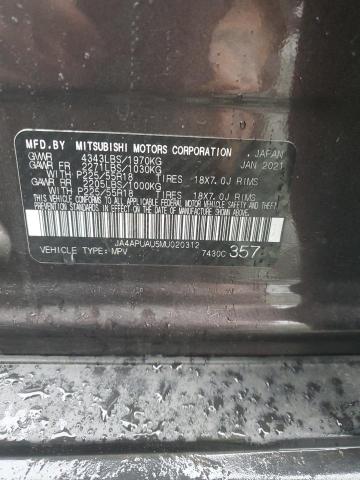 MFD.BY MITSUBISHI MOTORS CORPORATION , JAPAN
GVWR 4343LBS/1970KG JAN 2021
GAWR FR 2271LBS/1030KG
WITH P225/55R18 TIRES 18X7.0J RIMS
GAWR RR 2205LBS/1000KG
WITH P225/55R18 TIRES 18X7.0J RIMS
THIS VEHICLE CONFORMS TO ALL APPLICABLE FEDERAL MOTOR VEHICLE
SAFETY AND THEFT PREVENTION STANDARDS IN EFFECT ON THE DATE OF
MANUFACTURE SHOWN ABOVE.
JA4APUAU5MU020312
VEHICLE TYPE: MPV 7430C 357